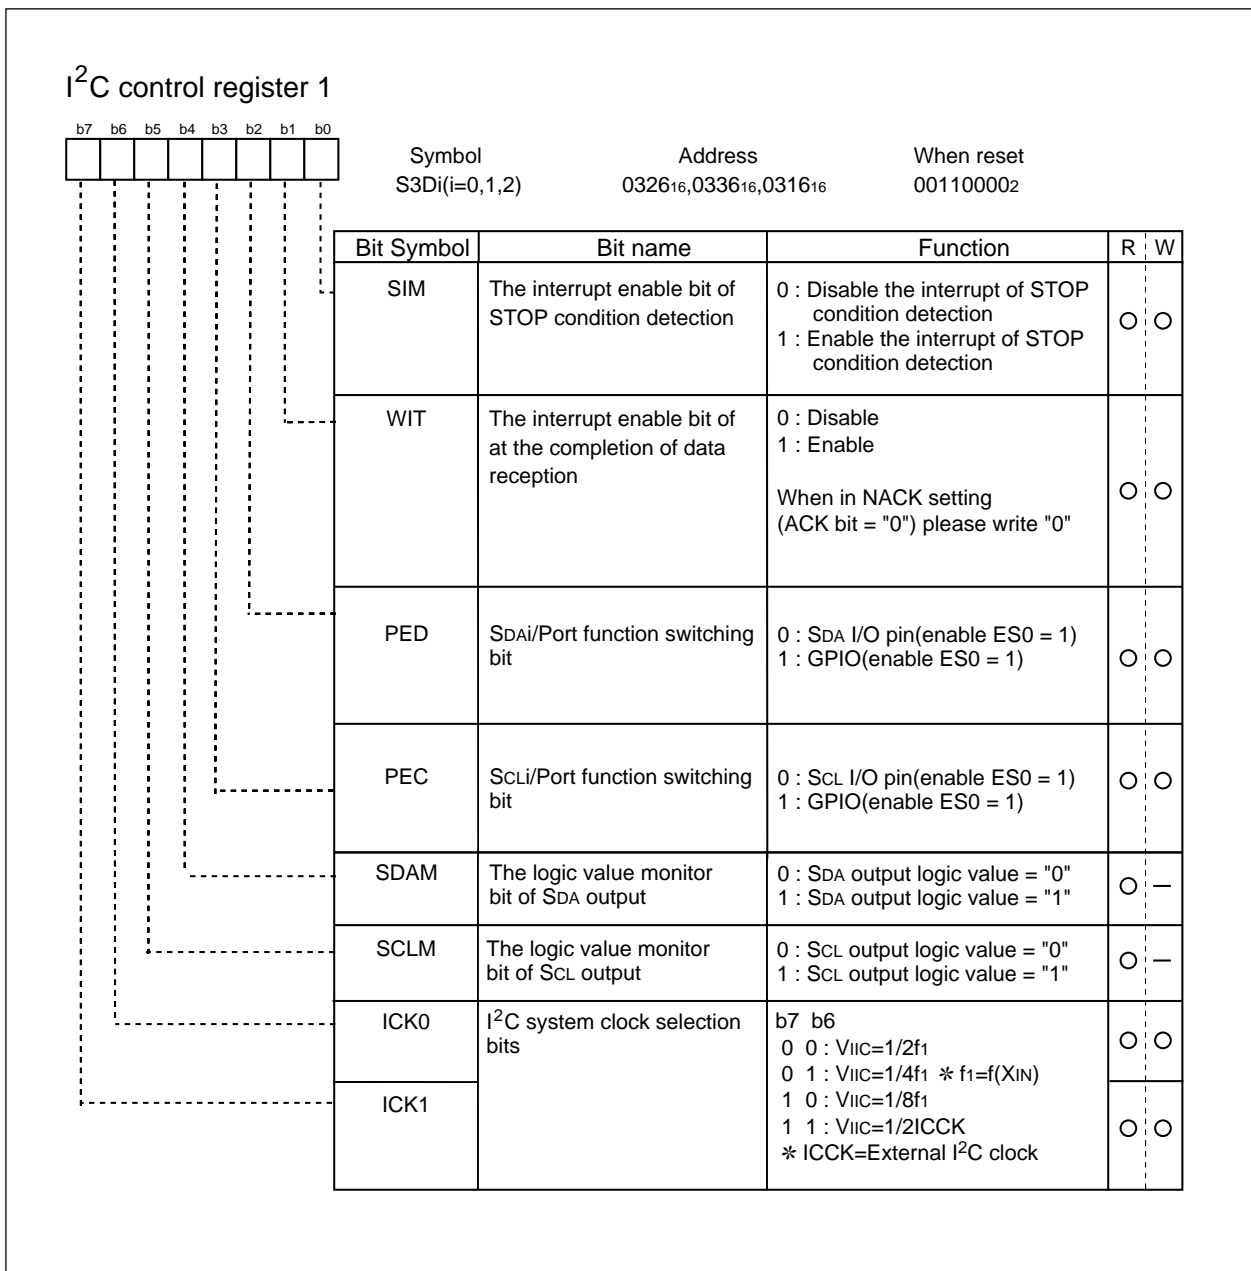 I²C control register 1
b7 b6 b5 b4 b3 b2 b1 b0
Symbol Address When reset
S3Di(i=0,1,2) 0326₁₆,0336₁₆,0316₁₆ 00110000₂
Bit Symbol Bit name Function R W
SIM The interrupt enable bit of STOP condition detection
0 : Disable the interrupt of STOP
condition detection
1 : Enable the interrupt of STOP
condition detection
WIT The interrupt enable bit of
at the completion of data
reception
0 : Disable
1 : Enable
When in NACK setting
(ACK bit = "0") please write "0"
PED SDAi/Port function switching
bit
0 : SDA I/O pin(enable ES0 = 1)
1 : GPIO(enable ES0 = 1)
PEC SCLi/Port function switching
bit
0 : SCL I/O pin(enable ES0 = 1)
1 : GPIO(enable ES0 = 1)
SDAM The logic value monitor
bit of SDA output
0 : SDA output logic value = "0"
1 : SDA output logic value = "1"
SCLM The logic value monitor
bit of SCL output
0 : SCL output logic value = "0"
1 : SCL output logic value = "1"
ICK0 I²C system clock selection
bits
ICK1
b7 b6
0 0 : VIIC=1/2f1
0 1 : VIIC=1/4f1 * f1=f(XIN)
1 0 : VIIC=1/8f1
1 1 : VIIC=1/2ICCK
* ICCK=External I²C clock